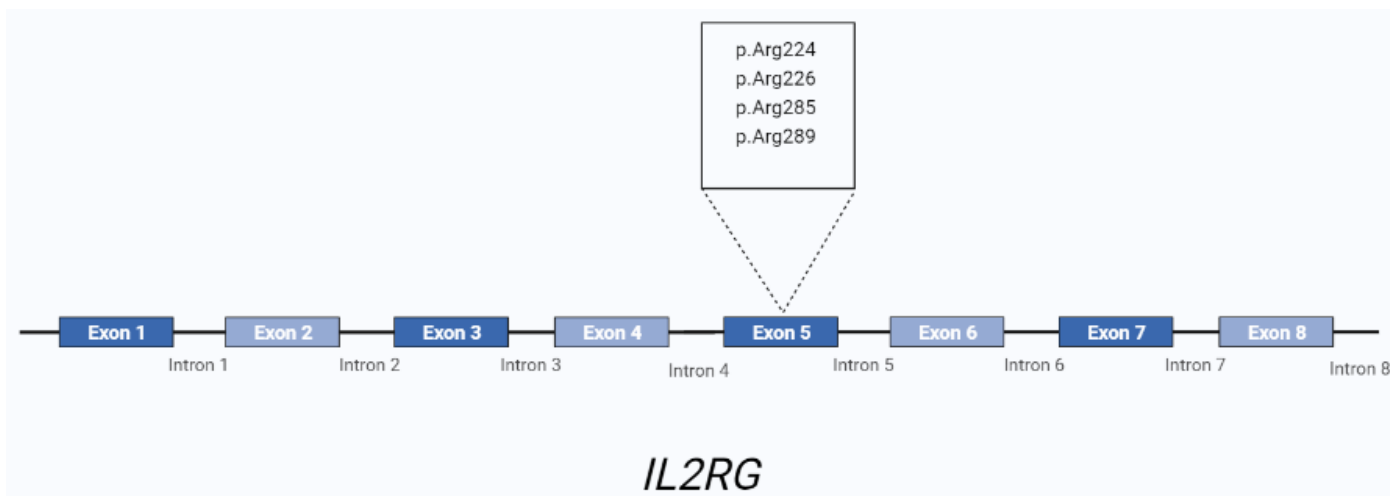 p.Arg224
p.Arg226
p.Arg285
p.Arg289
Exon 1 Exon 2 Exon 3 Exon 4 Exon 5 Exon 6 Exon 7 Exon 8
Intron 1 Intron 2 Intron 3 Intron 4 Intron 5 Intron 6 Intron 7 Intron 8
IL2RG